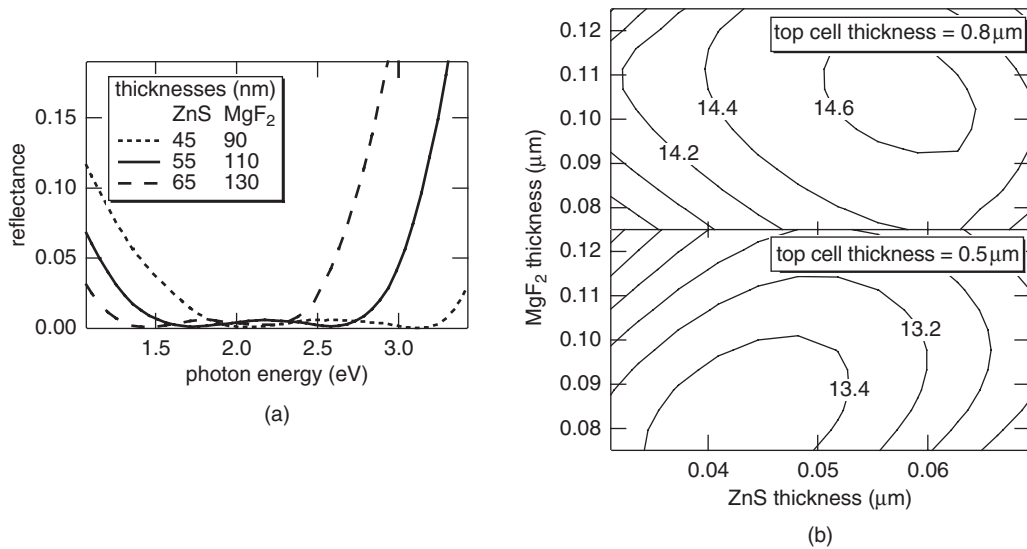 thicknesses (nm)
ZnS MgF₂
45 90
55 110
65 130
0.15
0.10
0.05
0.00
reflectance
1.5 2.0 2.5 3.0
photon energy (eV)
(a)
top cell thickness = 0.8 μm
0.12
0.11
0.10
0.09
0.08
14.6
14.4
14.2
top cell thickness = 0.5 μm
0.12
0.11
0.10
0.09
0.08
13.2
13.4
MgF₂ thickness (μm)
0.04 0.05 0.06
ZnS thickness (μm)
(b)